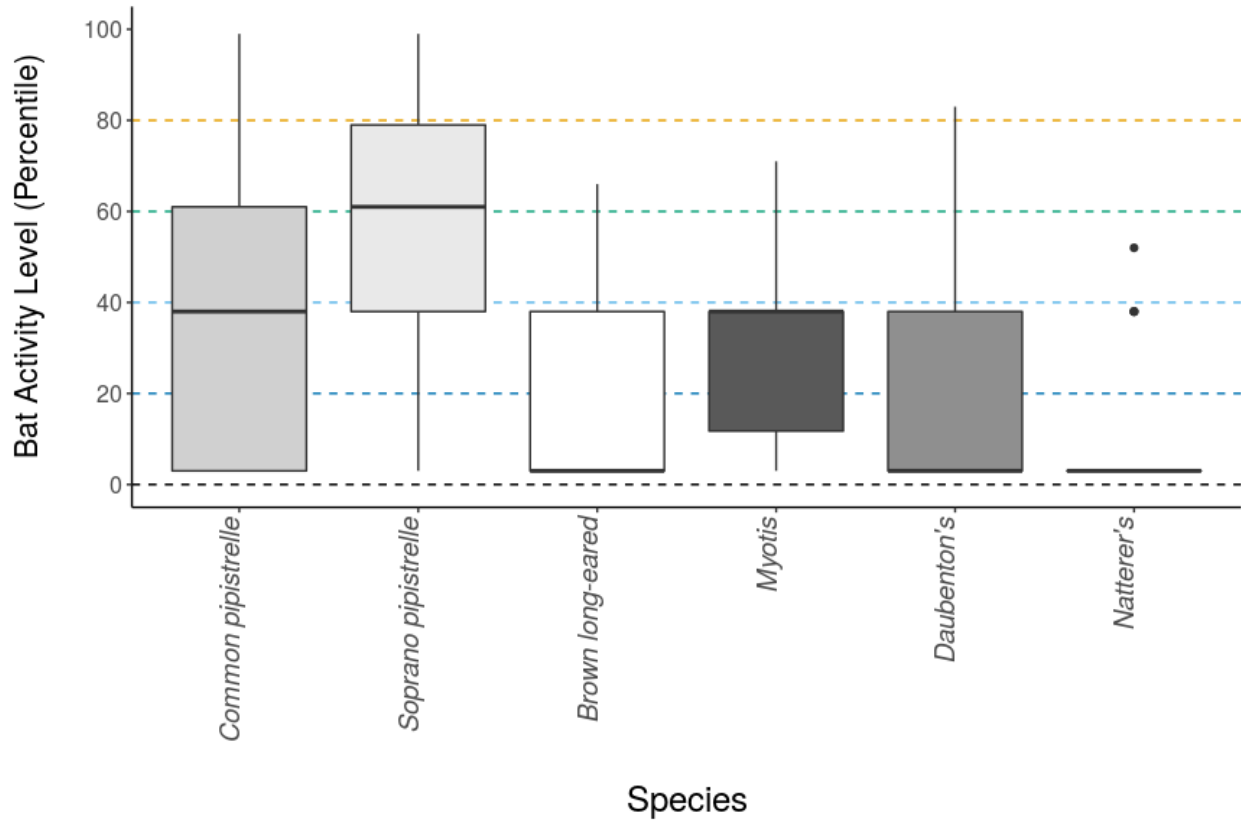 Bat Activity Level (Percentile)
100
80
60
40
20
0
Common pipistrelle
Soprano pipistrelle
Brown long-eared
Myotis
Daubenton's
Natterer's
Species